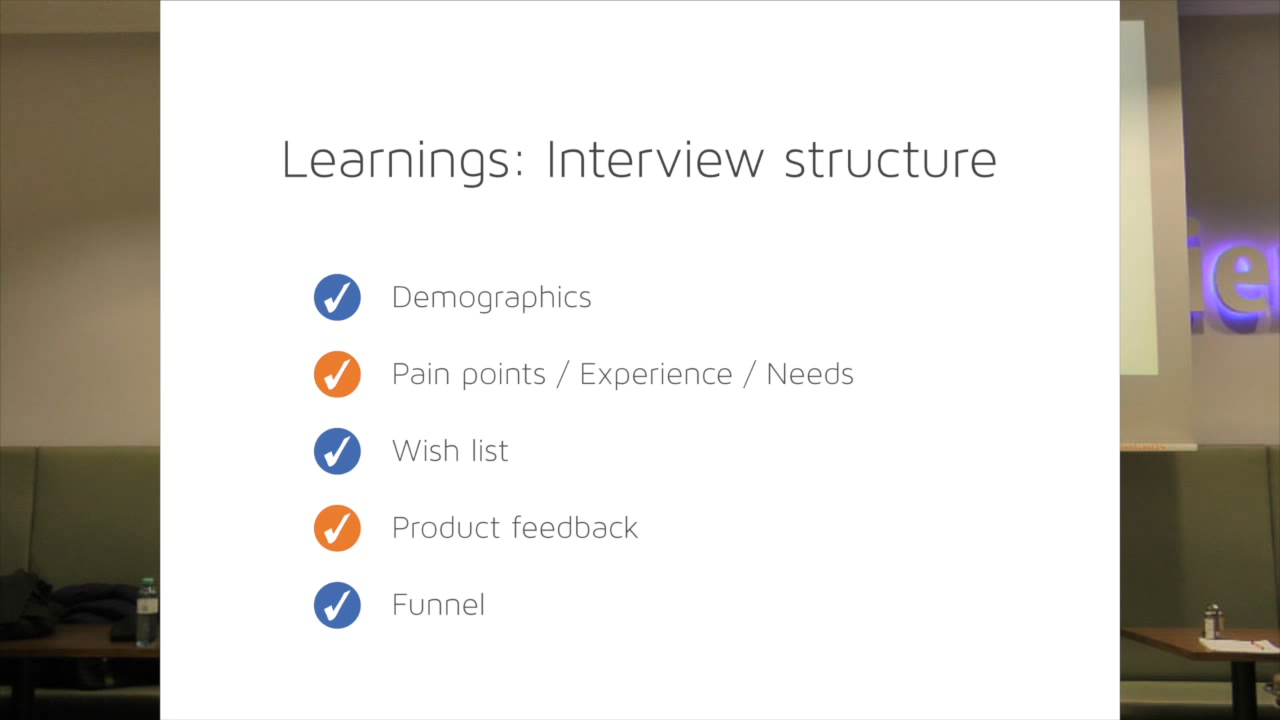 Learnings: Interview structure
Demographics
Pain points / Experience / Needs
Wish list
Product feedback
Funnel